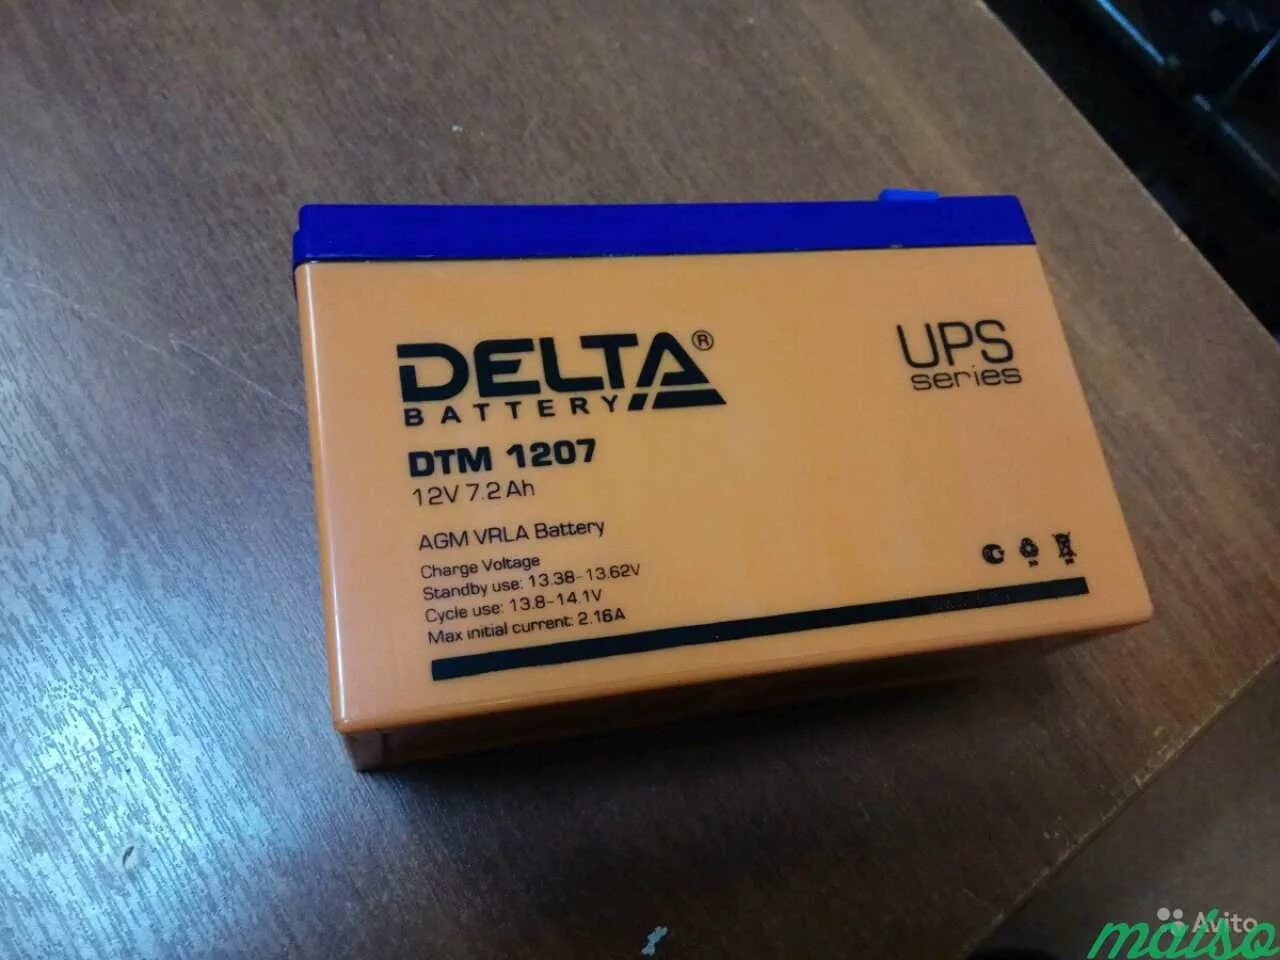 DELTA®
BATTERY
UPS
series
DTM 1207
12V 7.2Ah
AGM VRLA Battery
Charge Voltage
Standby use: 13.38-13.62V
Cycle use: 13.8-14.1V
Max initial current: 2.16A
Avito
maiso